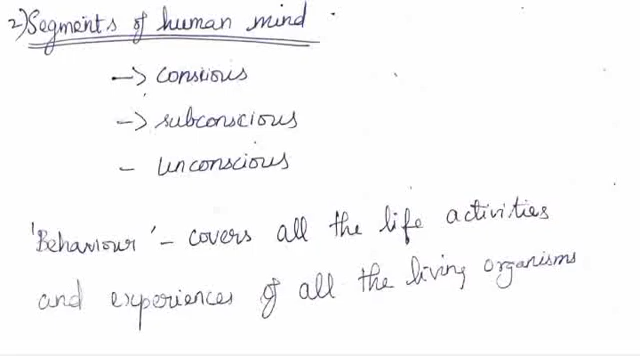 2) Segments of human mind
-> conscious
-> subconscious
- unconscious
'Behaviour' - covers all the life activities
and experiences of all the living organisms